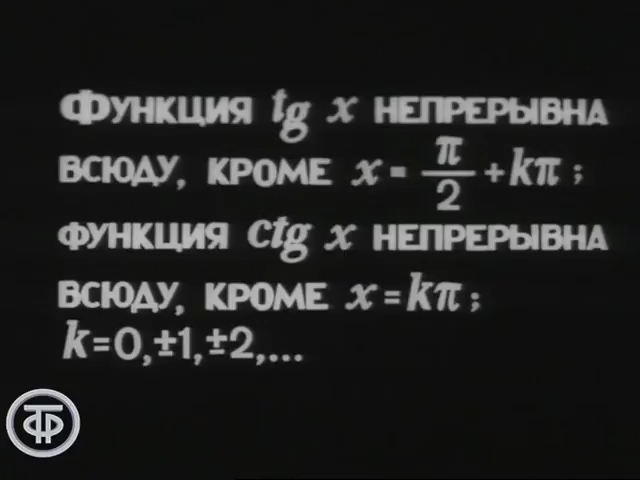 Функция tg x непрерывна
всюду, кроме x = π/2 + kπ ;
функция ctg x непрерывна
всюду, кроме x = kπ ;
k = 0, ±1, ±2, ...